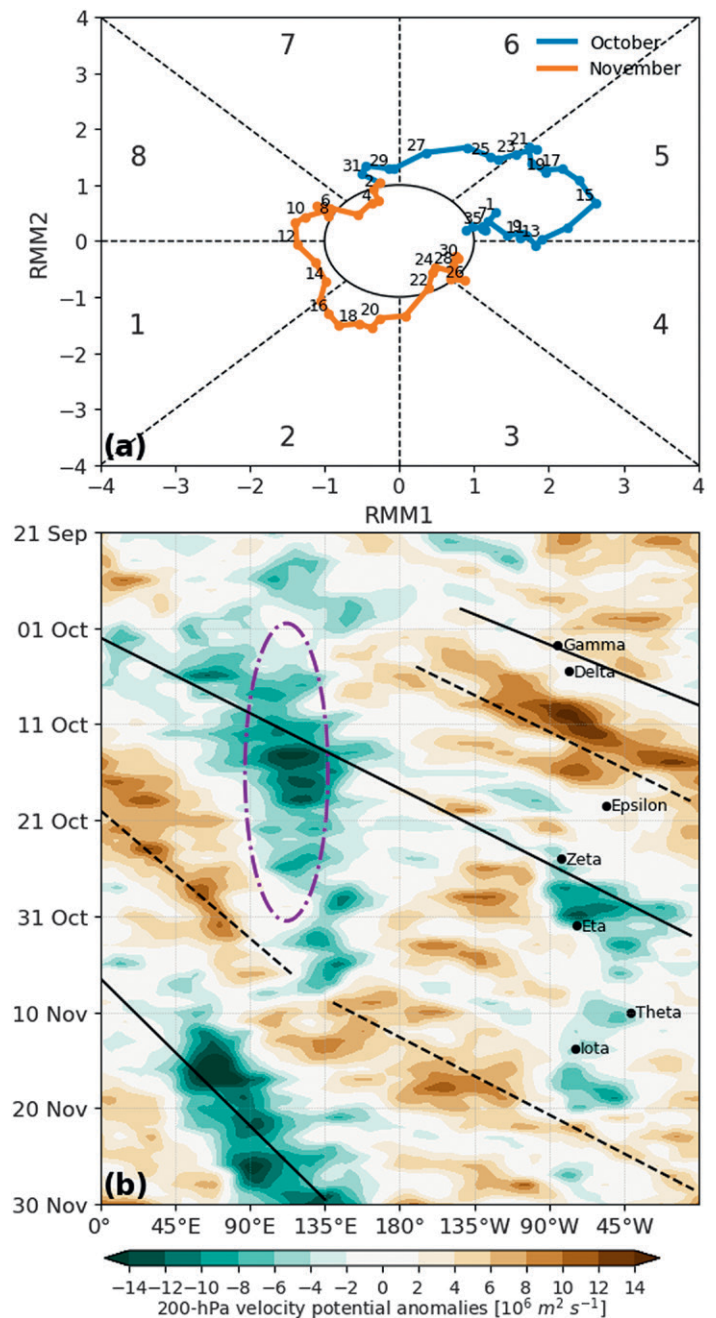 4
3
2
1
0
−1
−2
−3
−4
RMM2
7
6
8
5
1
4
2
3
October
November
31
29
27
25
23
21
19
17
15
13
11
9
7
35
1
2
4
6
8
10
12
14
16
18
20
22
24
26
28
30
(a)
−4 −3 −2 −1 0 1 2 3 4
RMM1
21 Sep
01 Oct
11 Oct
21 Oct
31 Oct
10 Nov
20 Nov
30 Nov
Gamma
Delta
Epsilon
Zeta
Eta
Theta
Iota
(b)
0° 45°E 90°E 135°E 180° 135°W 90°W 45°W
−14−12−10 −8 −6 −4 −2 0 2 4 6 8 10 12 14
200-hPa velocity potential anomalies [10⁶ m² s⁻¹]